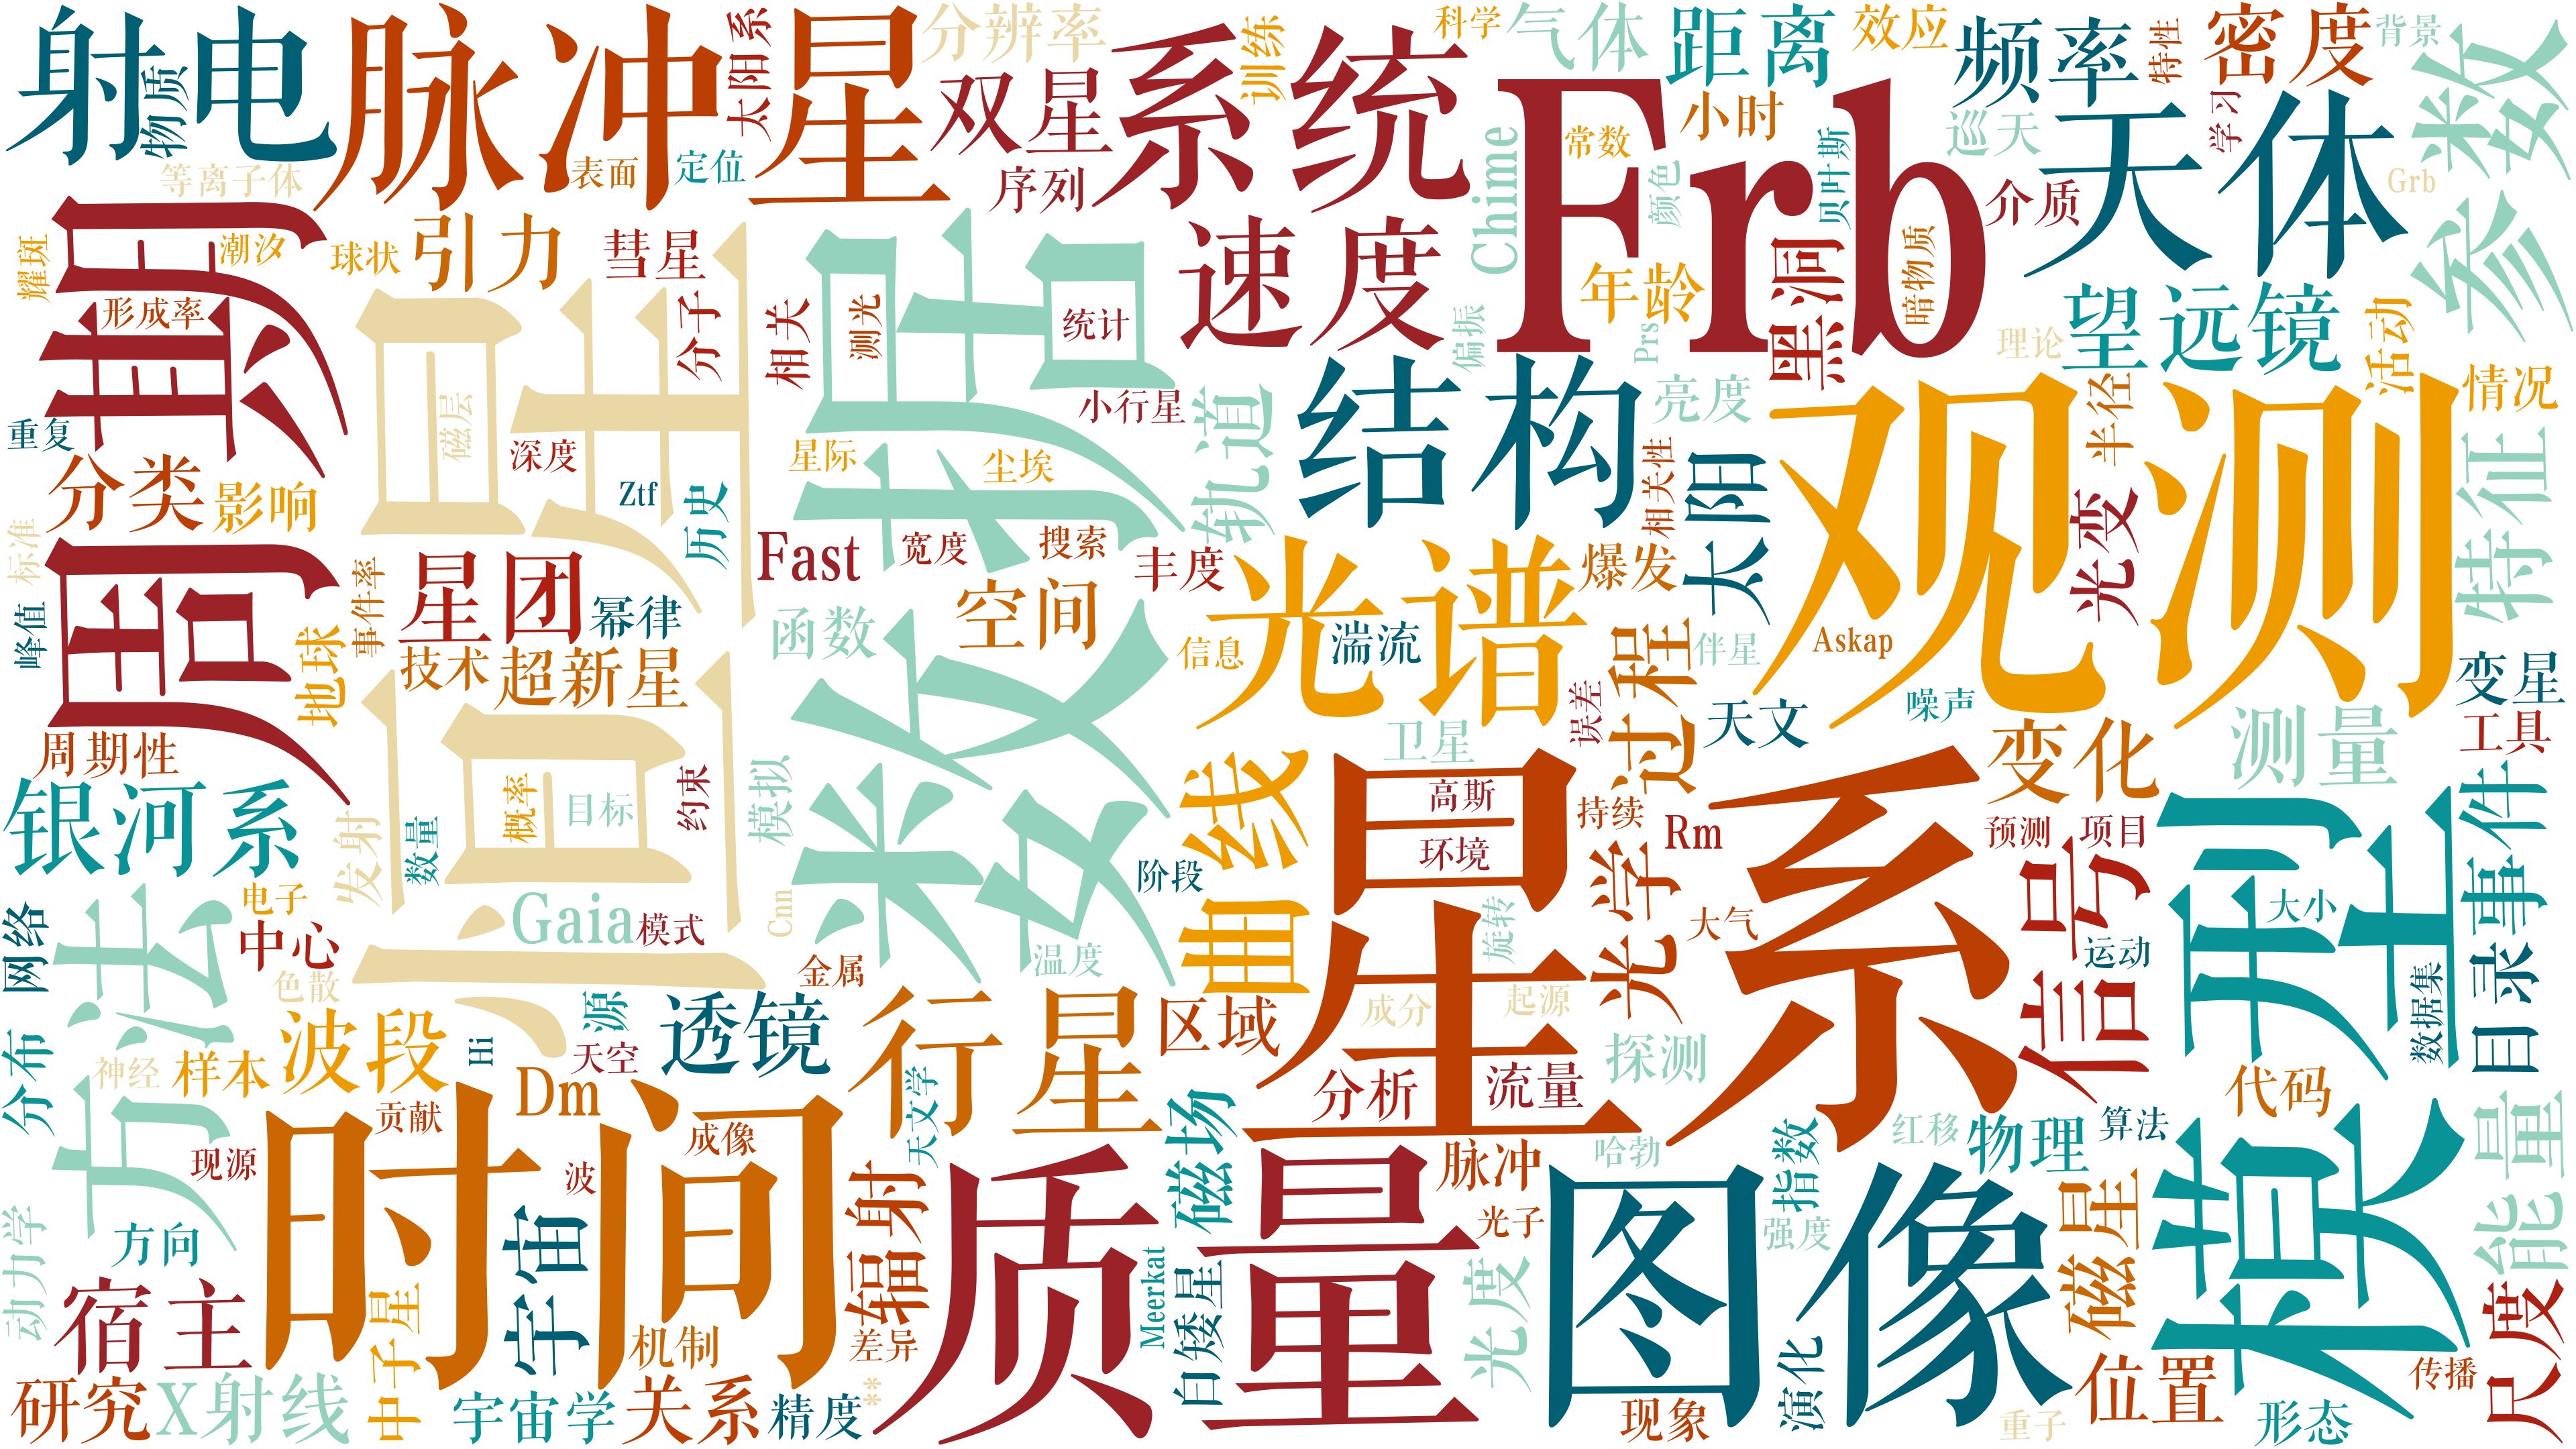 射电
脉冲星
系统
Frb
天体
参数
物质
太阳系
分辨率
双星
训练
科学
气体
距离
效应
频率
特性
密度
背景
学习
等离子体
表面
定位
序列
小时
常数
巡天
贝叶斯
介质
Grb
颜色
Chime
周期
耀斑
潮汐
球状
引力
彗星
形成率
恒星
数据
速度
年龄
黑洞
暗物质
望远镜
理论
活动
分子
相关
测光
统计
偏振
Prs
小行星
亮度
半径
情况
重复
磁层
深度
星际
尘埃
轨道
结构
相关性
太阳
观测
光变
特征
分类
影响
Ztf
历史
Fast
宽度
搜索
丰度
光谱
爆发
标准
峰值
事件率
星团
幂律
技术
超新星
地球
函数
空间
信息
湍流
伴星
Askap
过程
误差
变星
工具
噪声
天文
周期性
卫星
变化
测量
银河系
发射
数量
概率
目标
约束
模拟
曲线
星系
高斯
环境
持续
Rm
预测
项目
信号
模型
事件
阶段
网络
方法
电子
中心
Gaia
模式
Cnn
温度
旋转
光学
大气
运动
大小
数据集
目录
色散
金属
分布
神经
样本
波段
Hi
源
天空
透镜
行星
区域
成分
起源
探测
分析
流量
代码
能量
时间
Dm
贡献
成像
天文学
现源
波
质量
磁场
脉冲
哈勃
指数
红移
物理
算法
光子
强度
图像
磁星
动力学
方向
宿主
中子星
宇宙
机制
辐射
差异
Meerkat
白矮星
光度
演化
位置
尺度
传播
研究
X射线
宇宙学
关系
精度
**
现象
重子
形态